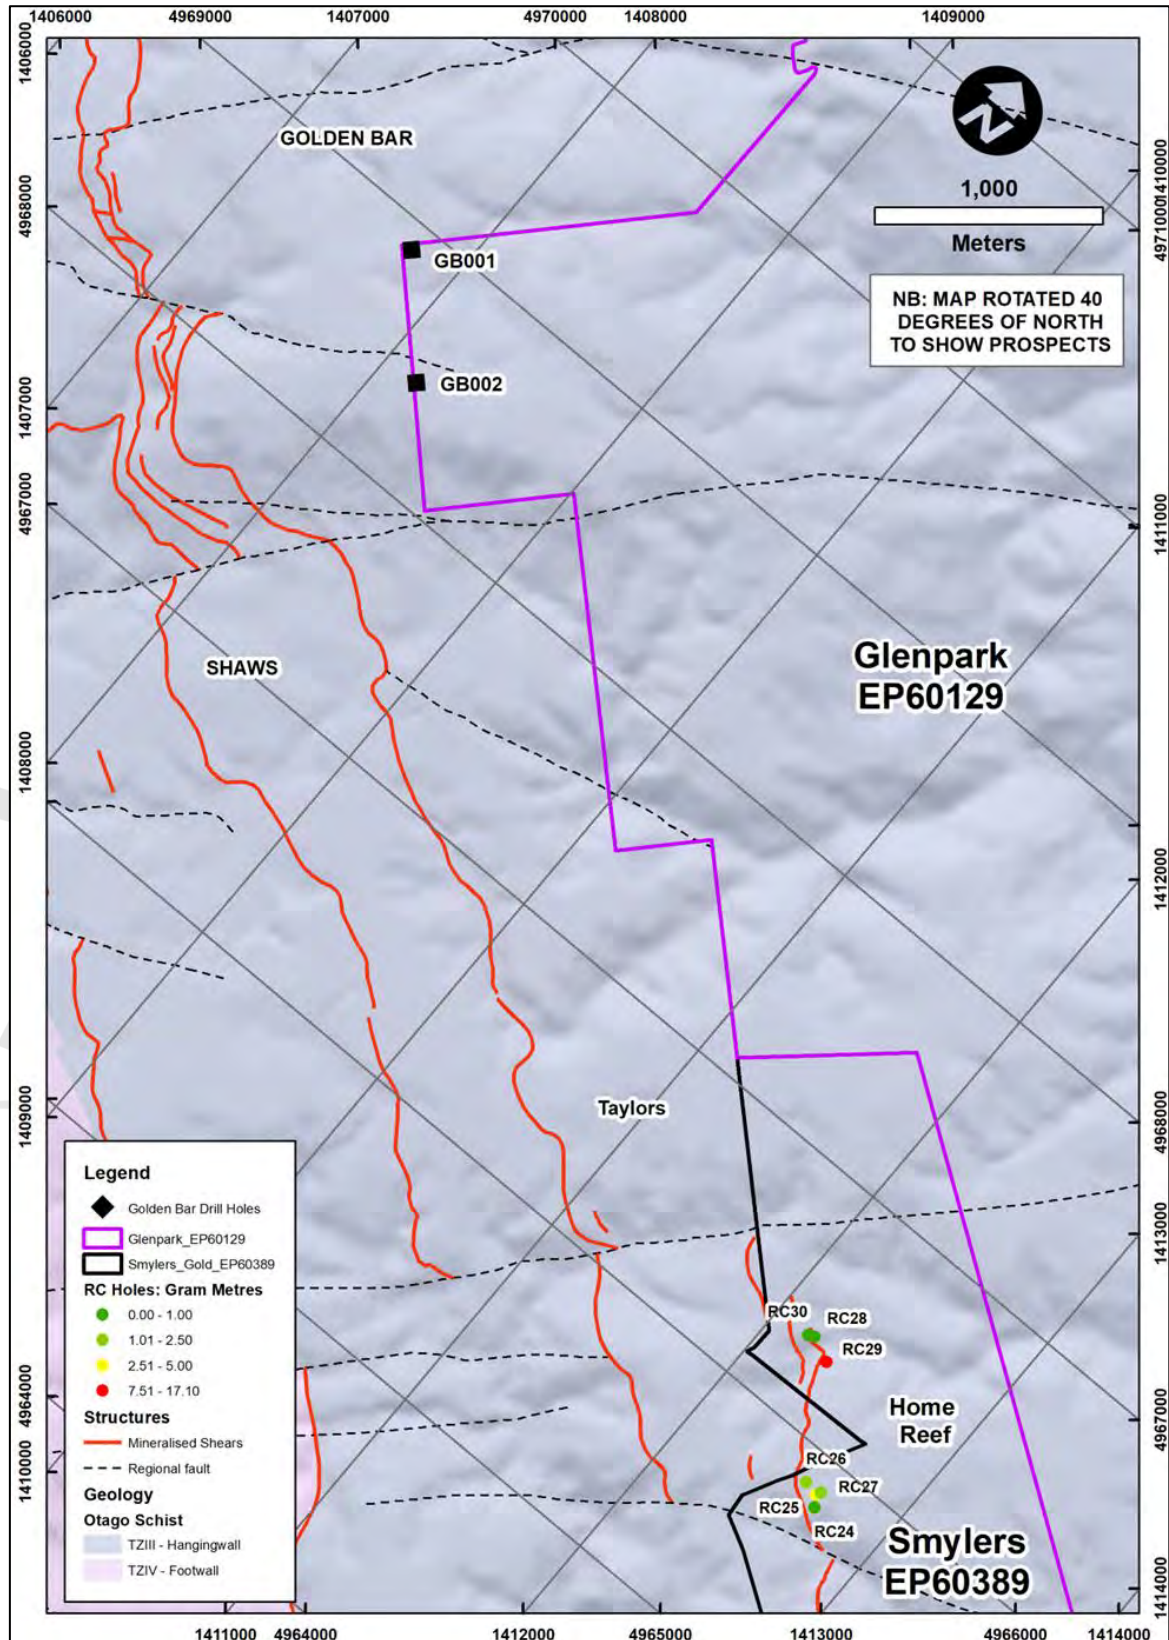 1406000 4969000 1407000 4970000 1408000 1409000
1406000
4968000
1407000
4967000
1408000
1409000
4964000
1410000
1410000
4971000
1411000
1412000
4968000
1413000
4967000
1414000
GOLDEN BAR
N
1,000
Meters
NB: MAP ROTATED 40
DEGREES OF NORTH
TO SHOW PROSPECTS
GB001
GB002
SHAWS
Glenpark
EP60129
Taylors
RC30
RC28
RC29
Home
Reef
RC26
RC27
RC25
RC24
Smylers
EP60389
Legend
Golden Bar Drill Holes
Glenpark_EP60129
Smylers_Gold_EP60389
RC Holes: Gram Metres
0.00 - 1.00
1.01 - 2.50
2.51 - 5.00
7.51 - 17.10
Structures
Mineralised Shears
Regional fault
Geology
Otago Schist
TZIII - Hangingwall
TZIV - Footwall
1411000 4964000 1412000 4965000 1413000 4966000 1414000